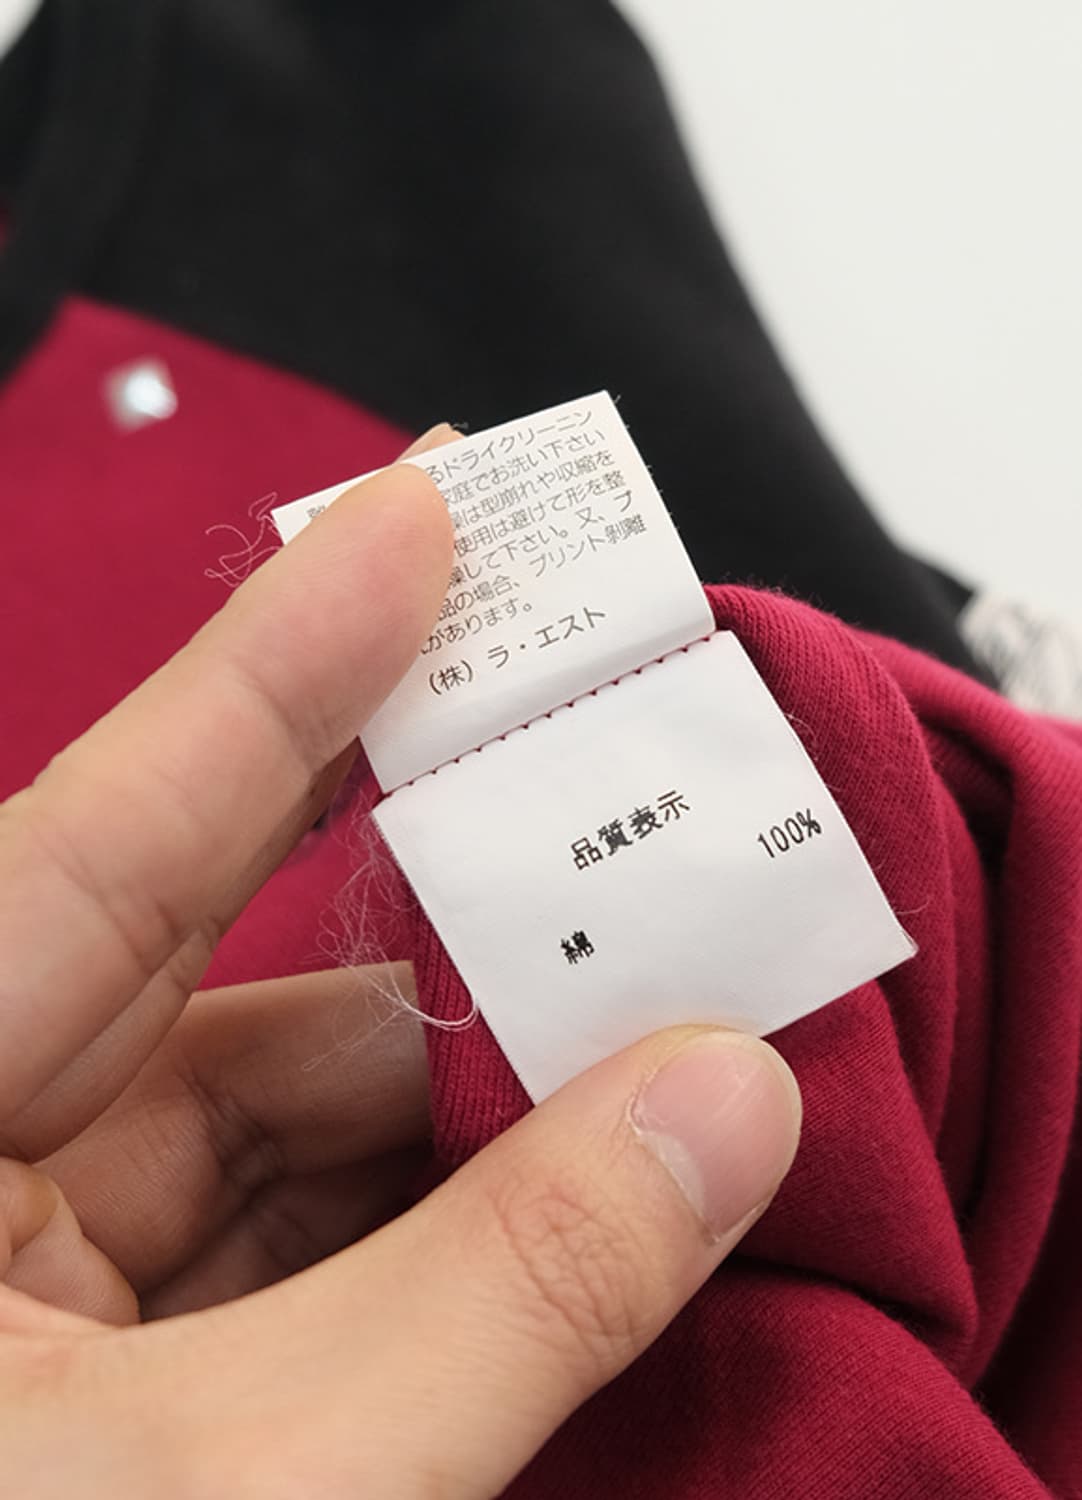 るドライクリーニン
家庭でお洗い下さい
燥は型崩れや収縮を
使用は避けて形を整
燥して下さい。又、プ
品の場合、プリント剥離
があります。
(株) ラ・エスト
品質表示
綿 100%